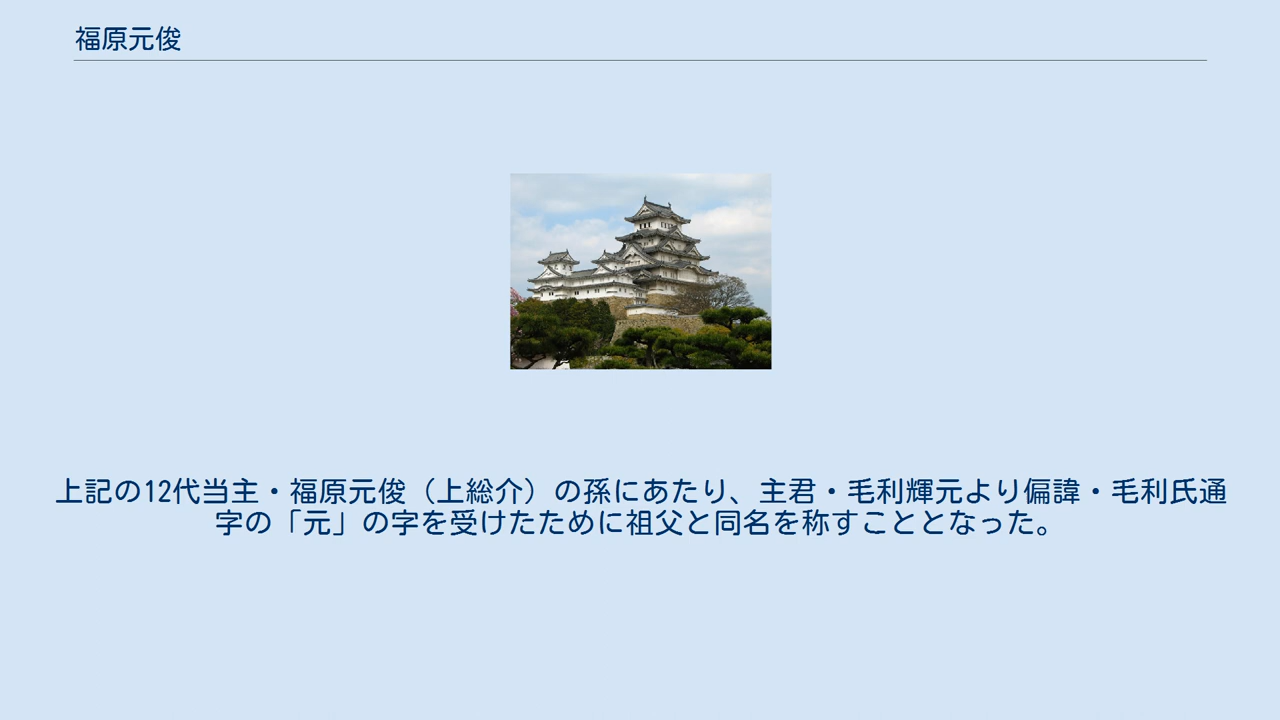 福原元俊
上記の12代当主・福原元俊（上総介）の孫にあたり、主君・毛利輝元より偏諱・毛利氏通
字の「元」の字を受けたために祖父と同名を称すこととなった。